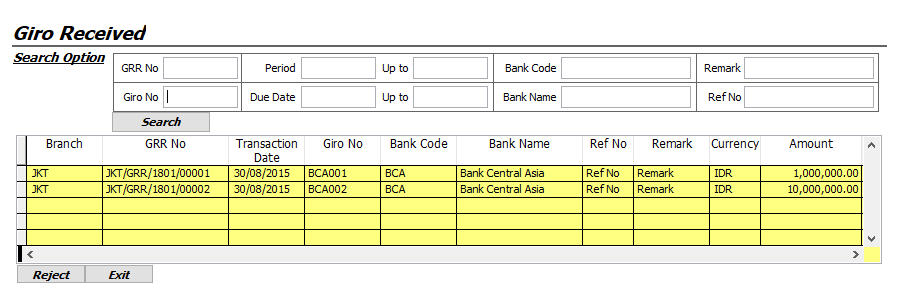 Giro Received
Search Option
GRR No Period Up to Bank Code Remark
Giro No Due Date Up to Bank Name Ref No
Search
Branch GRR No Transaction Date Giro No Bank Code Bank Name Ref No Remark Currency Amount
JKT JKT/GRR/1801/00001 30/08/2015 BCA001 BCA Bank Central Asia Ref No Remark IDR 1,000,000.00
JKT JKT/GRR/1801/00002 30/08/2015 BCA002 BCA Bank Central Asia Ref No Remark IDR 10,000,000.00
Reject Exit